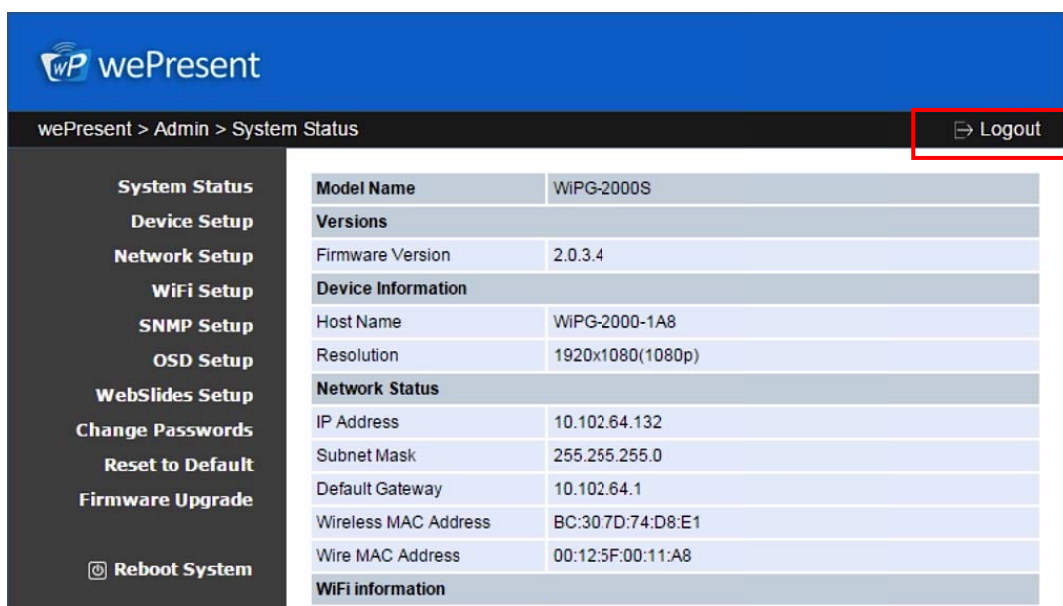 wP wePresent
wePresent > Admin > System Status
Logout
System Status
Device Setup
Network Setup
WiFi Setup
SNMP Setup
OSD Setup
WebSlides Setup
Change Passwords
Reset to Default
Firmware Upgrade
Reboot System
Model Name WiPG-2000S
Versions
Firmware Version 2.0.3.4
Device Information
Host Name WiPG-2000-1A8
Resolution 1920x1080(1080p)
Network Status
IP Address 10.102.64.132
Subnet Mask 255.255.255.0
Default Gateway 10.102.64.1
Wireless MAC Address BC:30:7D:74:D8:E1
Wire MAC Address 00:12:5F:00:11:A8
WiFi information